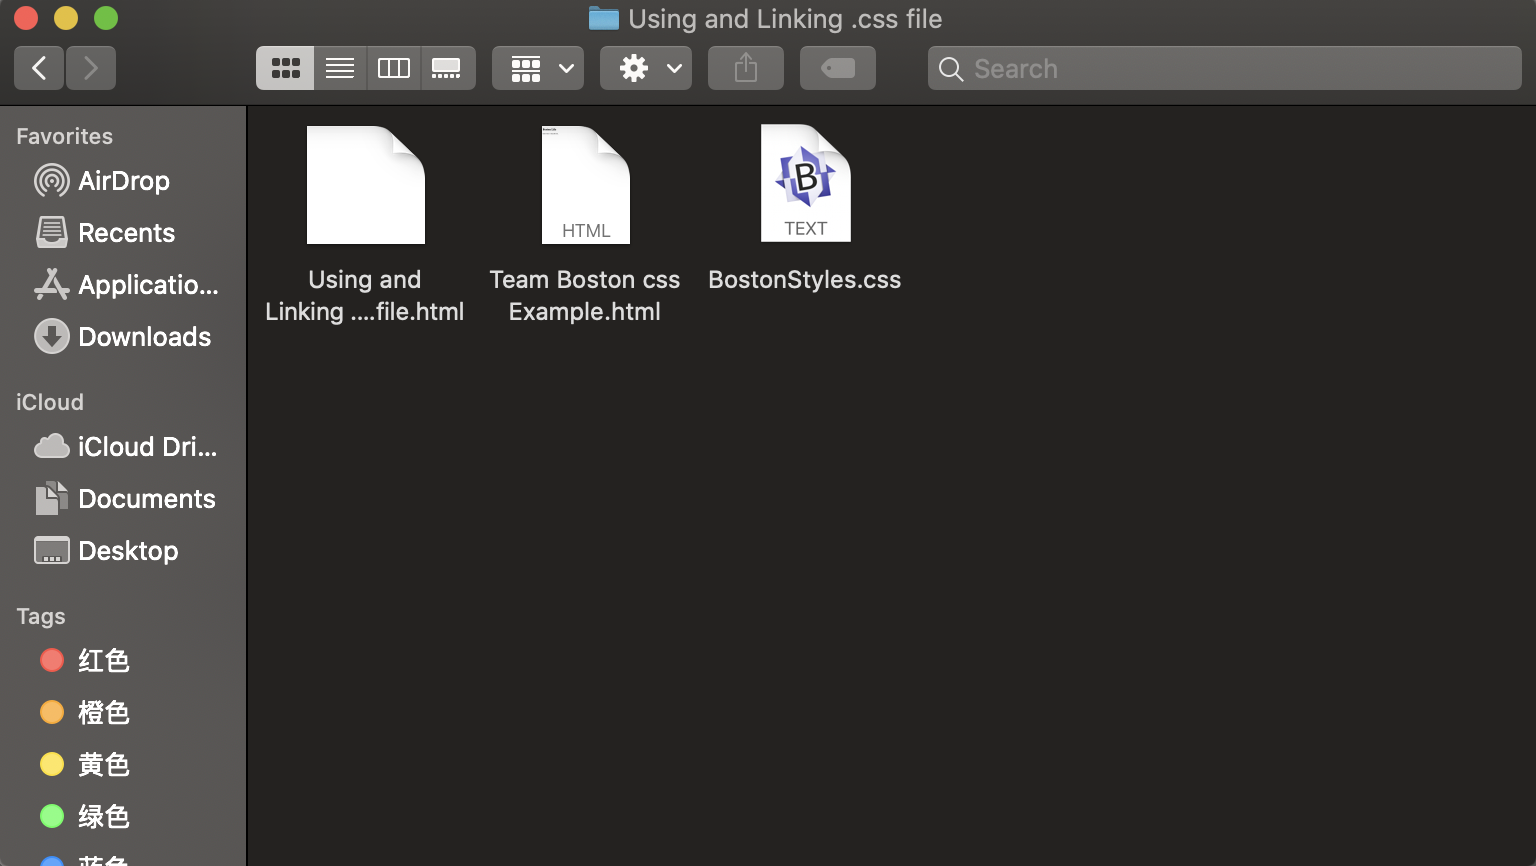 Using and Linking .css file
Search
Favorites
AirDrop
Recents
Applicatio...
Downloads
iCloud
iCloud Dri...
Documents
Desktop
Tags
红色
橙色
黄色
绿色
蓝色
HTML
B
TEXT
Using and
Linking ....file.html
Team Boston css
Example.html
BostonStyles.css